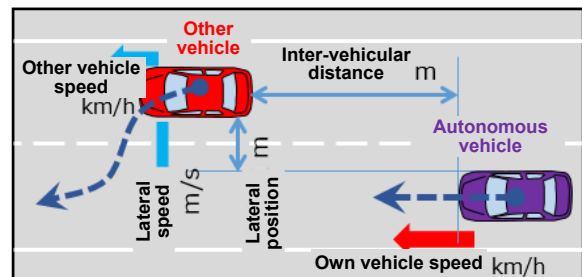 Other
vehicle
Inter-vehicular
distance
m
Other vehicle
speed
km/h
Autonomous
vehicle
m
Lateral
speed
m/s
Lateral
position
Own vehicle speed
km/h